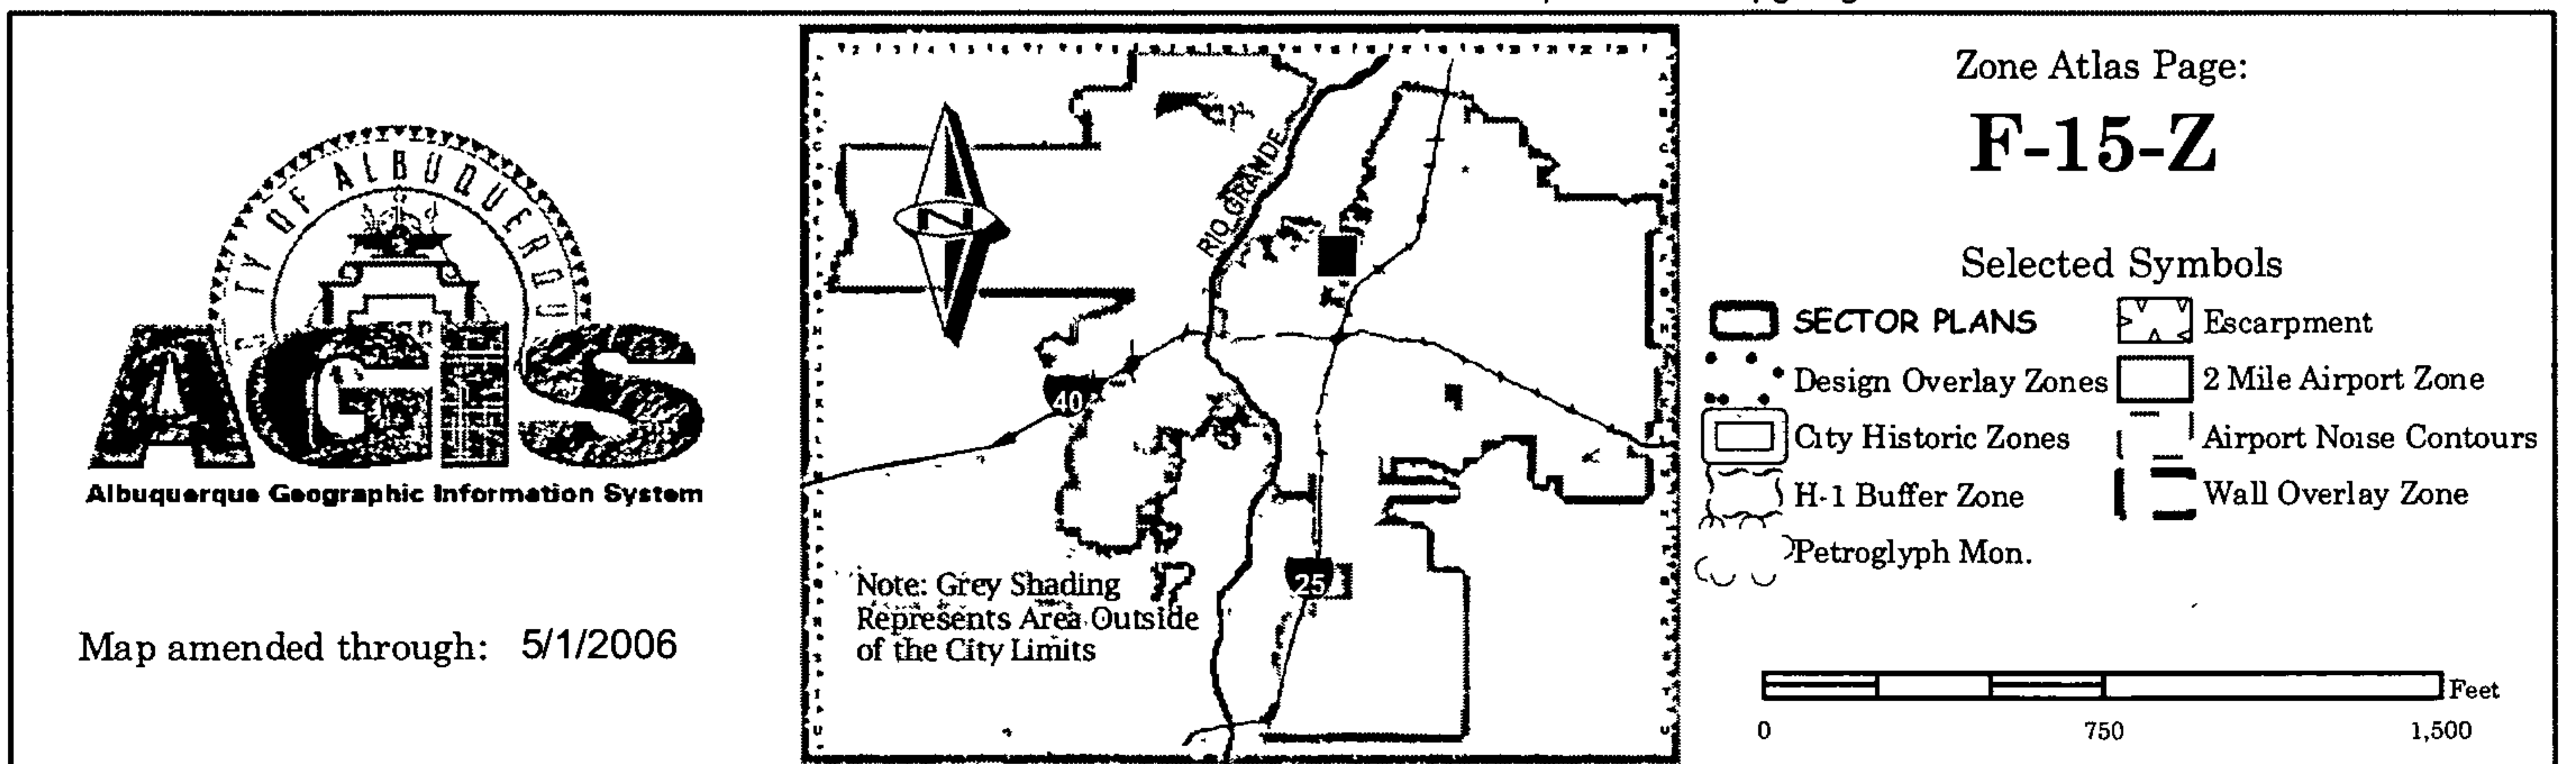 CITY OF ALBUQUERQUE
AGIS
Albuquerque Geographic Information System
Map amended through: 5/1/2006
RIO GRANDE
N
40
25
Note: Grey Shading
Represents Area Outside
of the City Limits
Zone Atlas Page:
F-15-Z
Selected Symbols
SECTOR PLANS
Escarpment
Design Overlay Zones
2 Mile Airport Zone
City Historic Zones
Airport Noise Contours
H-1 Buffer Zone
Wall Overlay Zone
Petroglyph Mon.
Feet
0 750 1,500